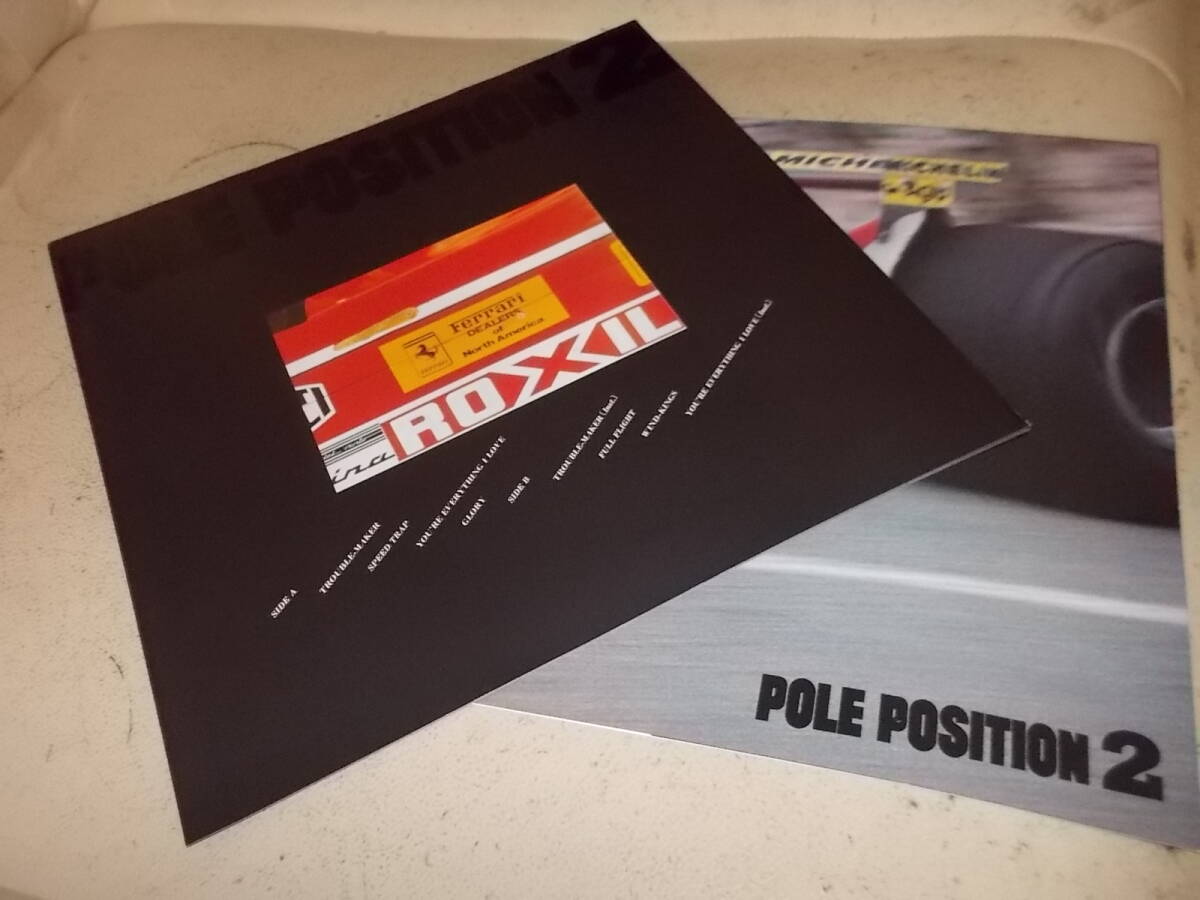 POLE POSITION 2
Ferrari
DEALERS
of
North America
ROXIL
SIDE A
TROUBLE-MAKER
SPEED TRAP
YOU'RE EVERYTHING I LOVE
GLORY
SIDE B
TROUBLE-MAKER (Inst.)
FULL FLIGHT
WIND-KINGS
YOU'RE EVERYTHING I LOVE (Inst.)
POLE POSITION 2